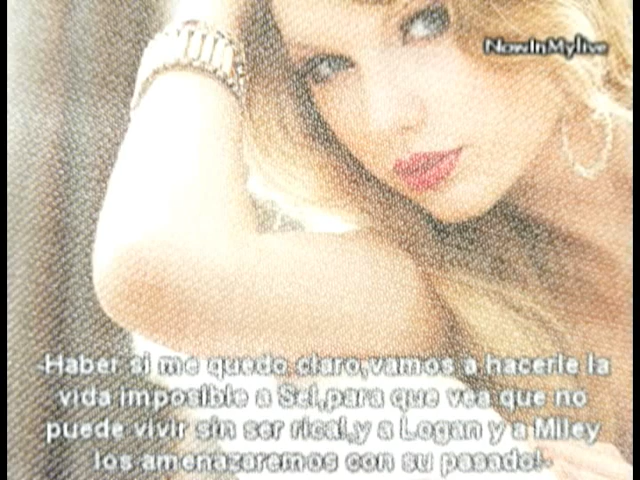 NowInMylive
-Haber si me quedo claro,vamos a hacerle la
vida imposible a Sel,para que vea que no
puede vivir sin ser rica!,y a Logan y a Miley
los amenazaremos con su pasado!-